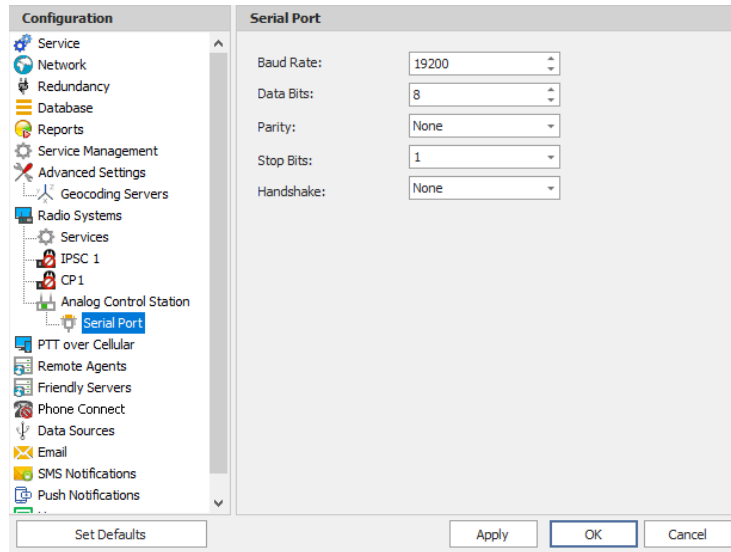 Configuration
Service
Network
Redundancy
Database
Reports
Service Management
Advanced Settings
Geocoding Servers
Radio Systems
Services
IPSC 1
CP1
Analog Control Station
Serial Port
PTT over Cellular
Remote Agents
Friendly Servers
Phone Connect
Data Sources
Email
SMS Notifications
Push Notifications
Set Defaults
Serial Port
Baud Rate: 19200
Data Bits: 8
Parity: None
Stop Bits: 1
Handshake: None
Apply OK Cancel